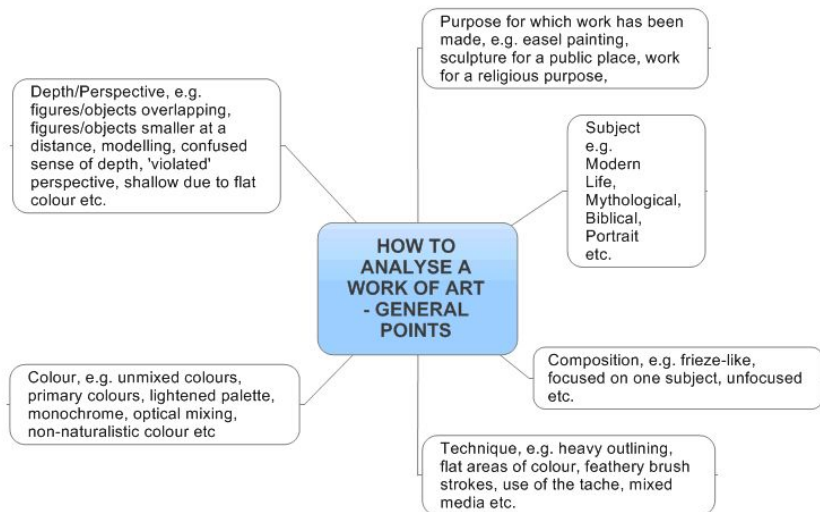 Purpose for which work has been
made, e.g. easel painting,
sculpture for a public place, work
for a religious purpose,
Depth/Perspective, e.g.
figures/objects overlapping,
figures/objects smaller at a
distance, modelling, confused
sense of depth, 'violated'
perspective, shallow due to flat
colour etc.
Subject
e.g.
Modern
Life,
Mythological,
Biblical,
Portrait
etc.
HOW TO
ANALYSE A
WORK OF ART
- GENERAL
POINTS
Colour, e.g. unmixed colours,
primary colours, lightened palette,
monochrome, optical mixing,
non-naturalistic colour etc
Composition, e.g. frieze-like,
focused on one subject, unfocused
etc.
Technique, e.g. heavy outlining,
flat areas of colour, feathery brush
strokes, use of the tache, mixed
media etc.